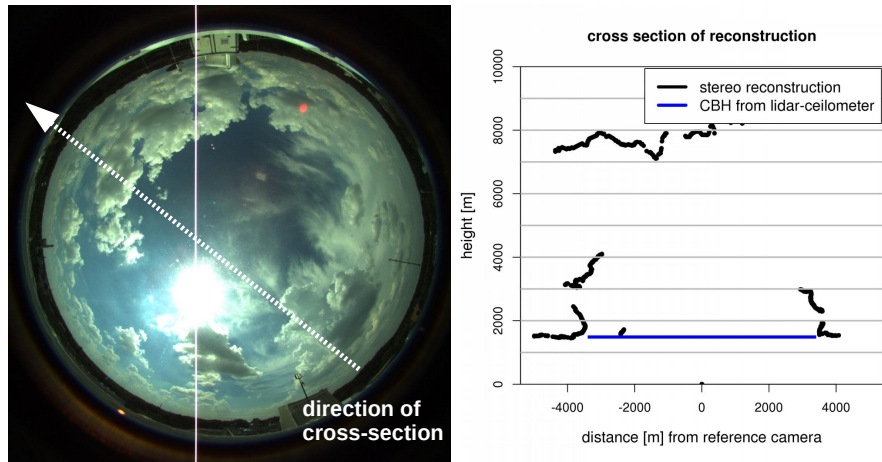 direction of
cross-section
cross section of reconstruction
stereo reconstruction
CBH from lidar-ceilometer
height [m]
10000
8000
6000
4000
2000
0
-4000 -2000 0 2000 4000
distance [m] from reference camera